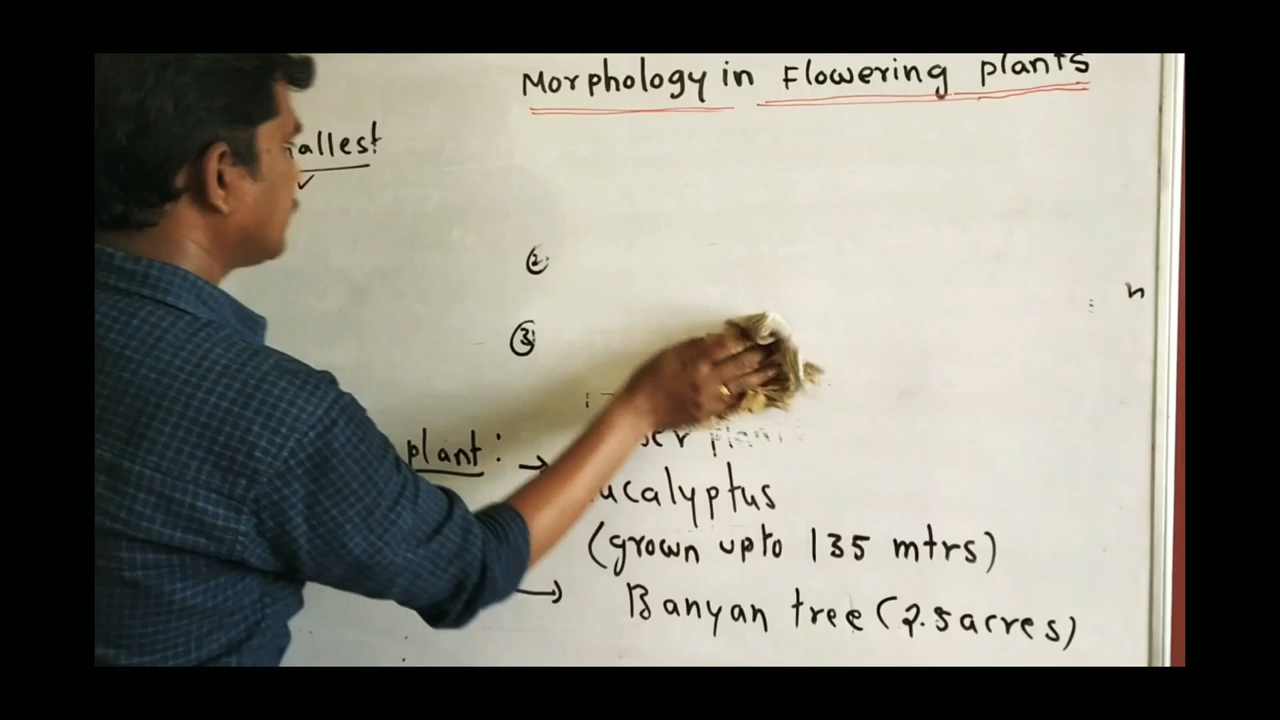 Morphology in Flowering plants
allest
②
③
plant: →
ucalyptus
(grown upto 135 mtrs)
→ Banyan tree (2.5 acres)